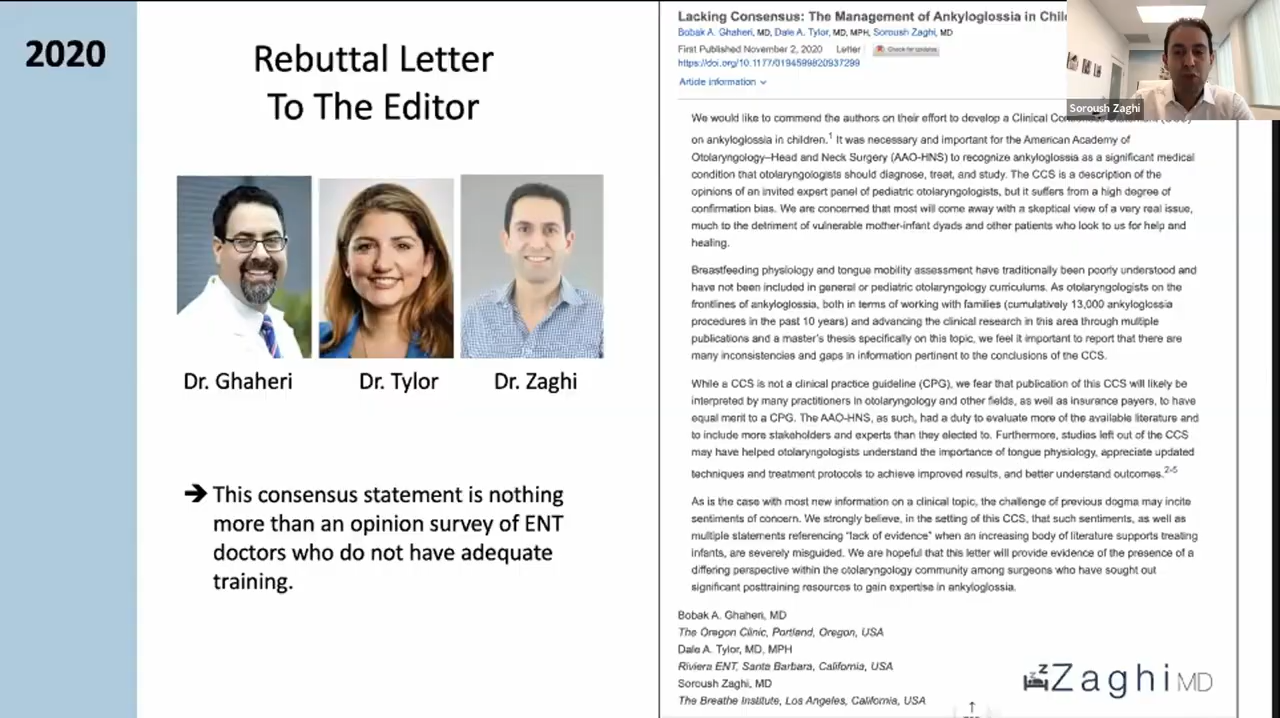 2020
Rebuttal Letter
To The Editor
Dr. Ghaheri
Dr. Tylor
Dr. Zaghi
➔ This consensus statement is nothing
more than an opinion survey of ENT
doctors who do not have adequate
training.
Lacking Consensus: The Management of Ankyloglossia in
Bobak A. Ghaheri, MD, Dale A. Tylor, MD, MPH, Soroush Zaghi, MD
First Published November 2, 2020 Letter Check for updates
https://doi.org/10.1177/0194599820937299
Article information
Soroush Zaghi
We would like to commend the authors on their effort to develop a Clinical
on ankyloglossia in children.1 It was necessary and important for the American Academy of
Otolaryngology–Head and Neck Surgery (AAO-HNS) to recognize ankyloglossia as a significant medical
condition that otolaryngologists should diagnose, treat, and study. The CCS is a description of the
opinions of an invited expert panel of pediatric otolaryngologists, but it suffers from a high degree of
confirmation bias. We are concerned that most will come away with a skeptical view of a very real issue,
much to the detriment of vulnerable mother-infant dyads and other patients who look to us for help and
healing.
Breastfeeding physiology and tongue mobility assessment have traditionally been poorly understood and
have not been included in general or pediatric otolaryngology curriculums. As otolaryngologists on the
frontlines of ankyloglossia, both in terms of working with families (cumulatively 13,000 ankyloglossia
procedures in the past 10 years) and advancing the clinical research in this area through multiple
publications and a master's thesis specifically on this topic, we feel it important to report that there are
many inconsistencies and gaps in information pertinent to the conclusions of the CCS.
While a CCS is not a clinical practice guideline (CPG), we fear that publication of this CCS will likely be
interpreted by many practitioners in otolaryngology and other fields, as well as insurance payers, to have
equal merit to a CPG. The AAO-HNS, as such, had a duty to evaluate more of the available literature and
to include more stakeholders and experts than they elected to. Furthermore, studies left out of the CCS
may have helped otolaryngologists understand the importance of tongue physiology, appreciate updated
techniques and treatment protocols to achieve improved results, and better understand outcomes.2-5
As is the case with most new information on a clinical topic, the challenge of previous dogma may incite
sentiments of concern. We strongly believe, in the setting of this CCS, that such sentiments, as well as
multiple statements referencing "lack of evidence" when an increasing body of literature supports treating
infants, are severely misguided. We are hopeful that this letter will provide evidence of the presence of a
differing perspective within the otolaryngology community among surgeons who have sought out
significant posttraining resources to gain expertise in ankyloglossia.
Bobak A. Ghaheri, MD
The Oregon Clinic, Portland, Oregon, USA
Dale A. Tylor, MD, MPH
Riviera ENT, Santa Barbara, California, USA
Soroush Zaghi, MD
The Breathe Institute, Los Angeles, California, USA
Zaghi MD